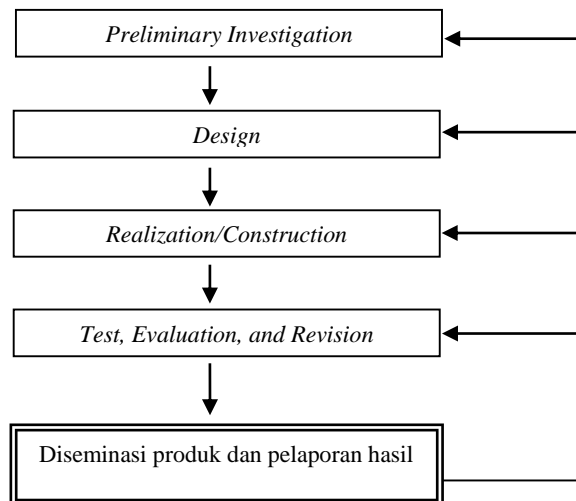 Preliminary Investigation
Design
Realization/Construction
Test, Evaluation, and Revision
Diseminasi produk dan pelaporan hasil